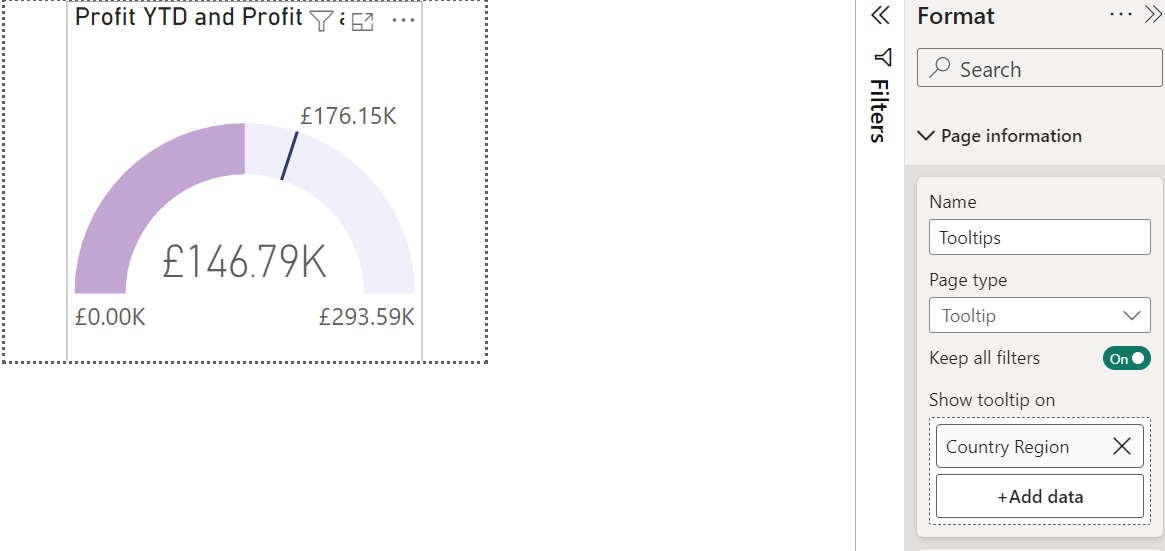 Profit YTD and Profit
£176.15K
£146.79K
£0.00K
£293.59K
Filters
Format
Search
Page information
Name
Tooltips
Page type
Tooltip
Keep all filters
On
Show tooltip on
Country Region
+Add data